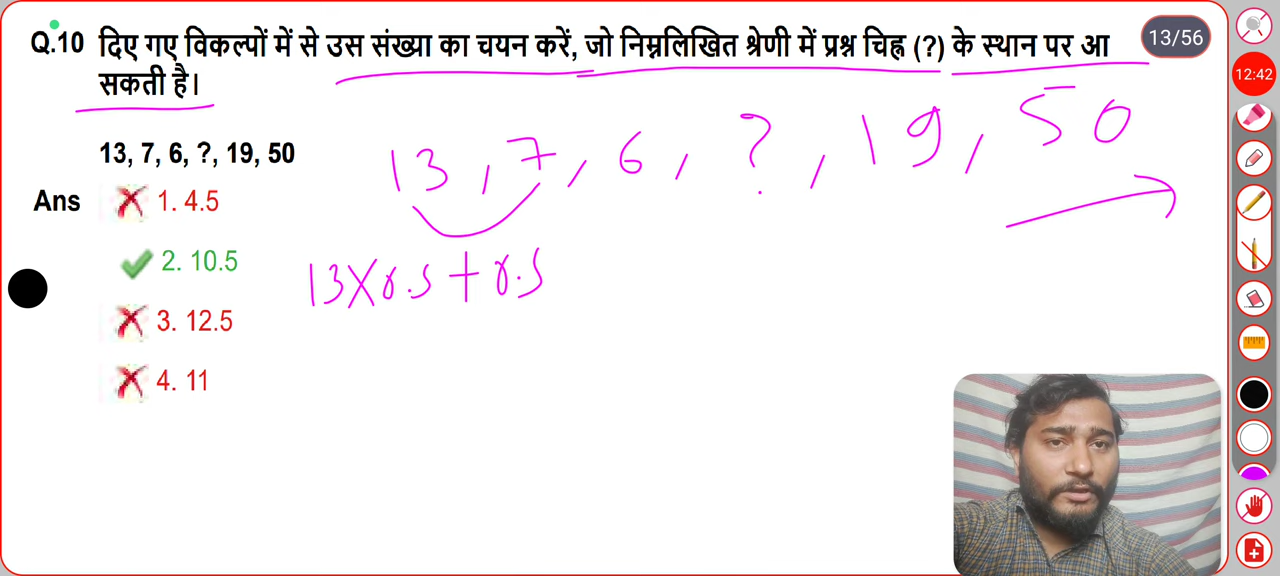 Q.10 दिए गए विकल्पों में से उस संख्या का चयन करें, जो निम्नलिखित श्रेणी में प्रश्न चिह्न (?) के स्थान पर आ
सकती है।
13/56
12:42
13, 7, 6, ?, 19, 50
13, 7, 6, ?, 19, 50
Ans 1. 4.5
2. 10.5
13×0.5+0.5
3. 12.5
4. 11